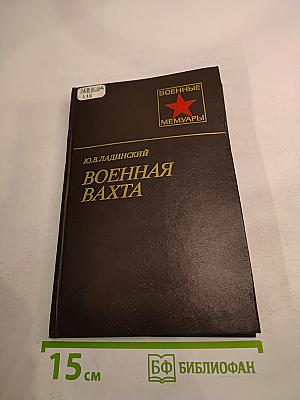 ВОЕННЫЕ
МЕМУАРЫ
Ю.В.ЛАДИНСКИЙ
ВОЕННАЯ
ВАХТА
15 см
БФ БИБЛИОФАН